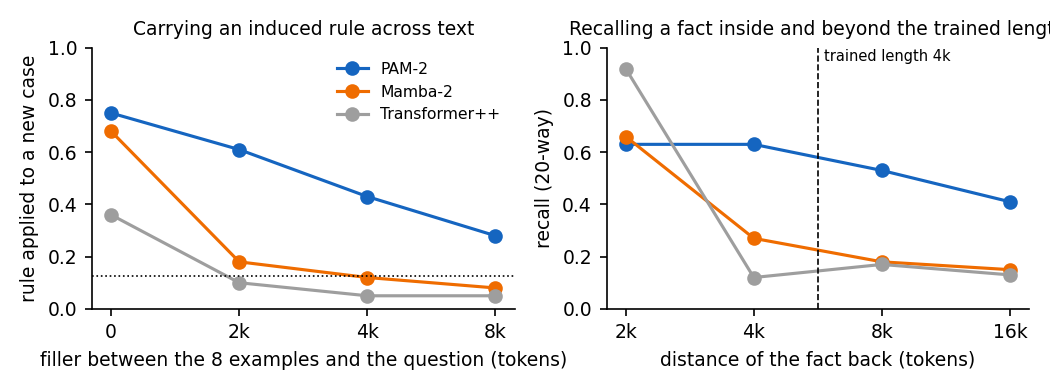 Carrying an induced rule across text
rule applied to a new case
1.0
0.8
0.6
0.4
0.2
0.0
PAM-2
Mamba-2
Transformer++
0 2k 4k 8k
filler between the 8 examples and the question (tokens)
Recalling a fact inside and beyond the trained lengt
recall (20-way)
1.0
0.8
0.6
0.4
0.2
0.0
trained length 4k
2k 4k 8k 16k
distance of the fact back (tokens)